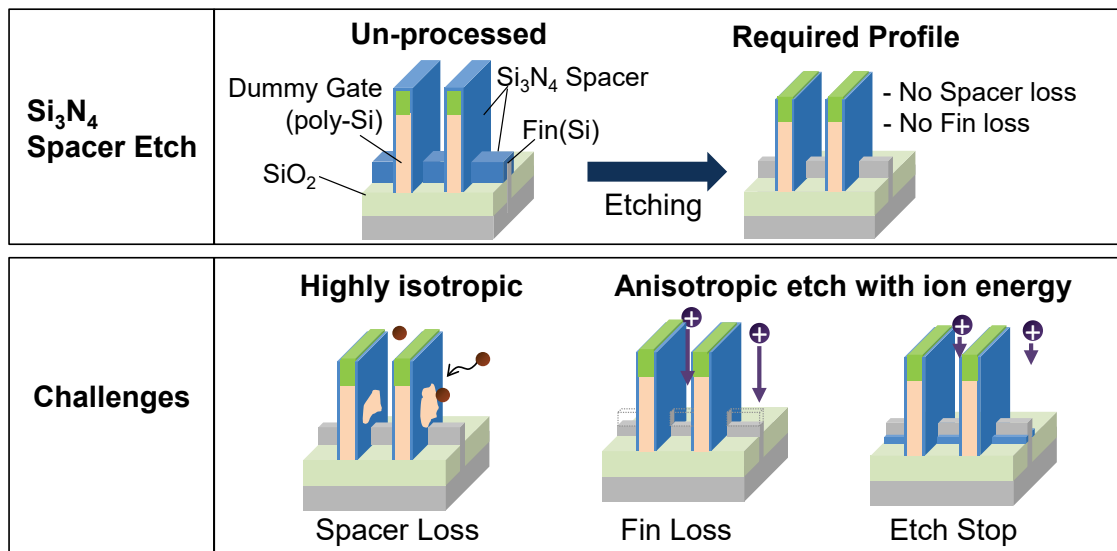 Si₃N₄
Spacer Etch
Un-processed
Dummy Gate
(poly-Si)
SiO₂
Si₃N₄ Spacer
Fin(Si)
Etching
Required Profile
- No Spacer loss
- No Fin loss
Challenges
Highly isotropic
Spacer Loss
Anisotropic etch with ion energy
+
+
Fin Loss
+
+
Etch Stop